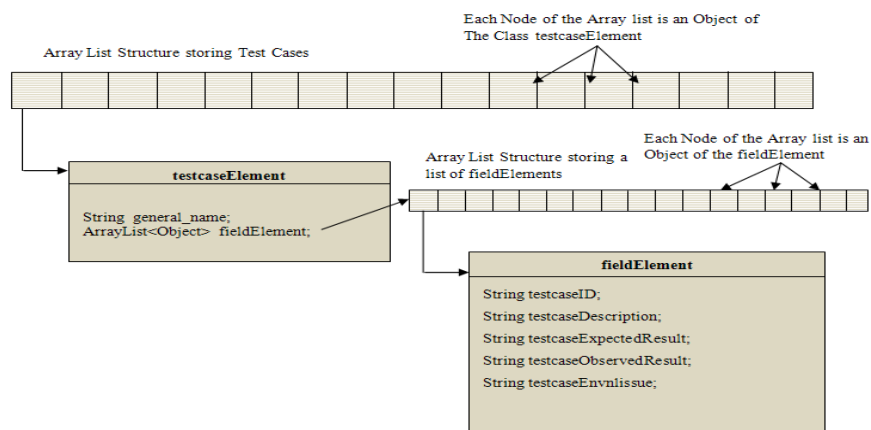 Each Node of the Array list is an Object of
The Class testcaseElement
Array List Structure storing Test Cases
Each Node of the Array list is an
Object of the fieldElement
Array List Structure storing a
list of fieldElements
testcaseElement
String general_name;
ArrayList<Object> fieldElement;
fieldElement
String testcaseID;
String testcaseDescription;
String testcaseExpectedResult;
String testcaseObservedResult;
String testcaseEnvnlissue;